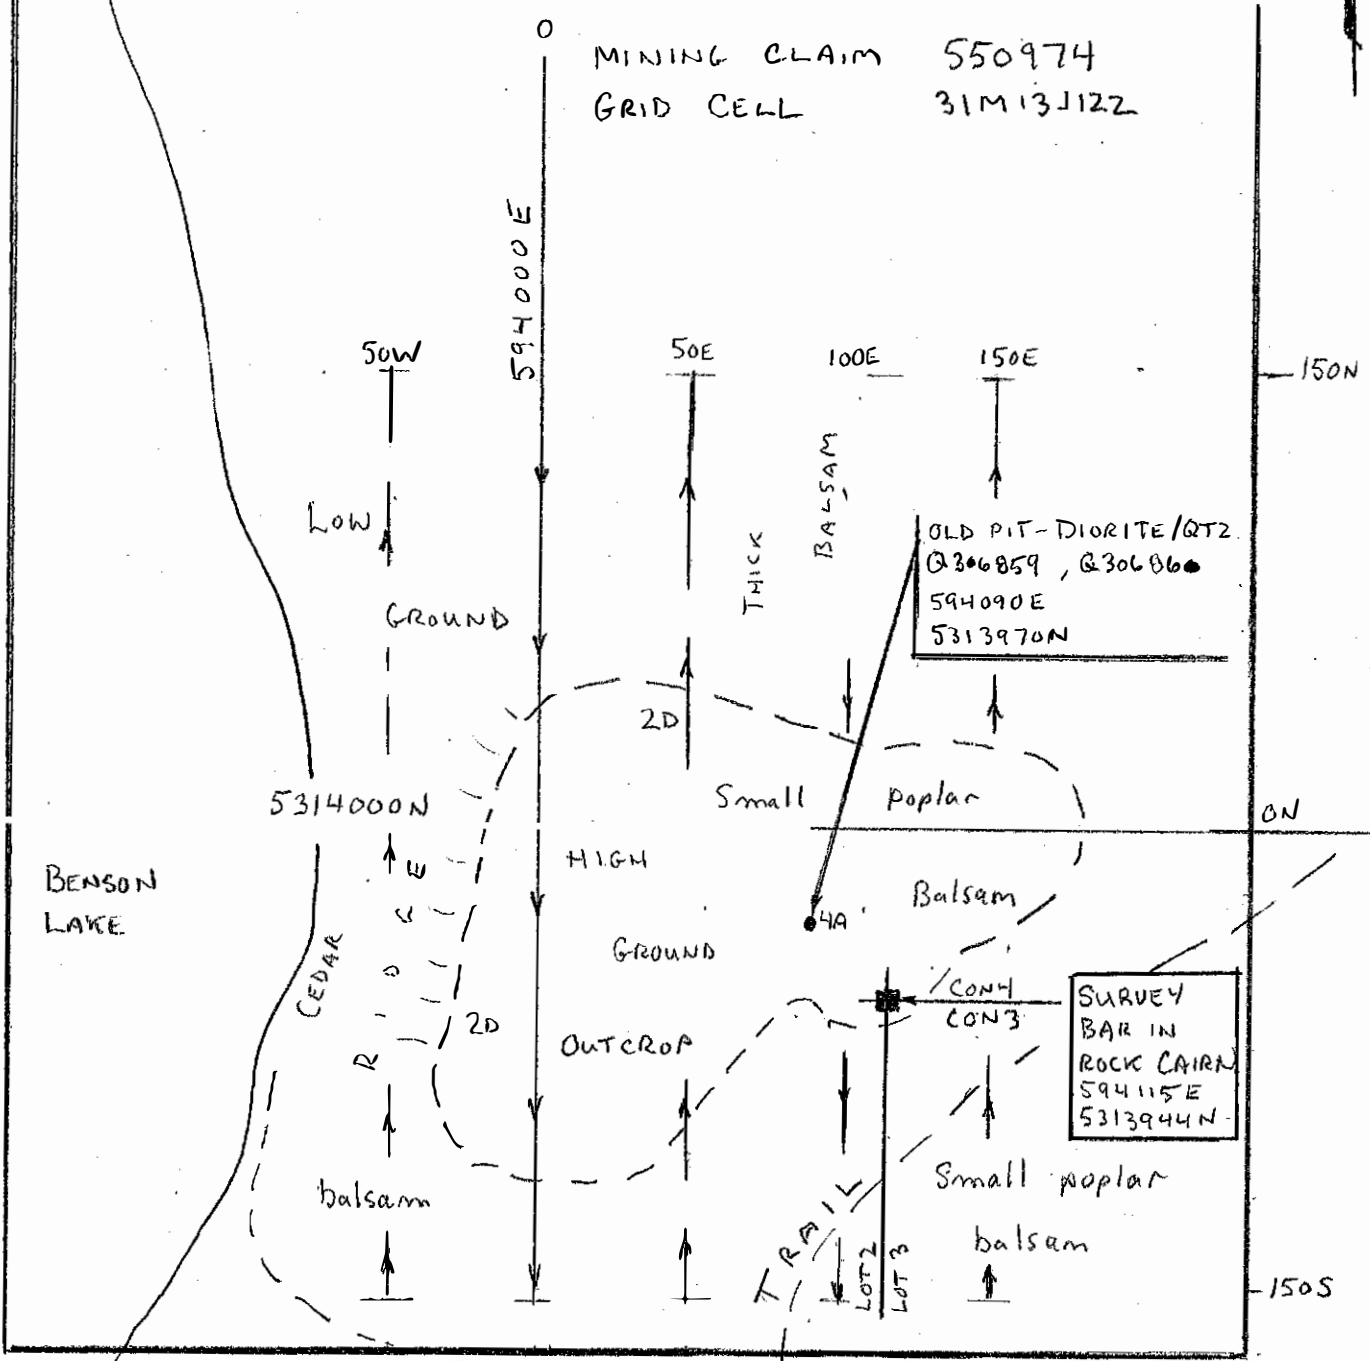 0
MINING CLAIM 550974
GRID CELL 31M13J122
594000E
50W
50E
100E
150E
150N
LOW
GROUND
THICK
BALSAM
OLD PIT-DIORITE/QTZ
Q306859, Q306860
594090E
5313970N
2D
Small poplar
5314000N
0N
HIGH
BENSON
LAKE
Balsam
4A
GROUND
CEDAR
RIDGE
2D
OUTCROP
CON4
CON3
SURVEY
BAR IN
ROCK CAIRN
594115E
5313944N
balsam
Small poplar
balsam
TRAIL
LOT 2
LOT 3
150S